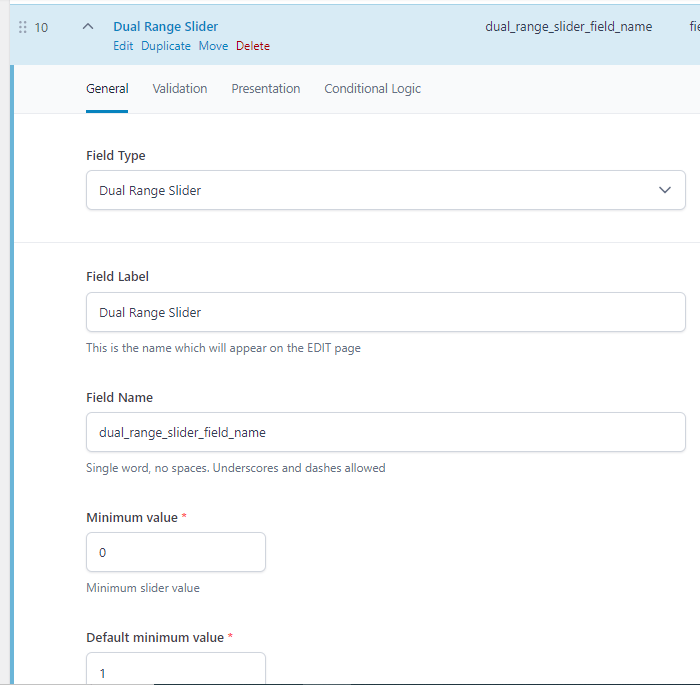 10 Dual Range Slider dual_range_slider_field_name fie
Edit Duplicate Move Delete
General Validation Presentation Conditional Logic
Field Type
Dual Range Slider
Field Label
Dual Range Slider
This is the name which will appear on the EDIT page
Field Name
dual_range_slider_field_name
Single word, no spaces. Underscores and dashes allowed
Minimum value *
0
Minimum slider value
Default minimum value *
1